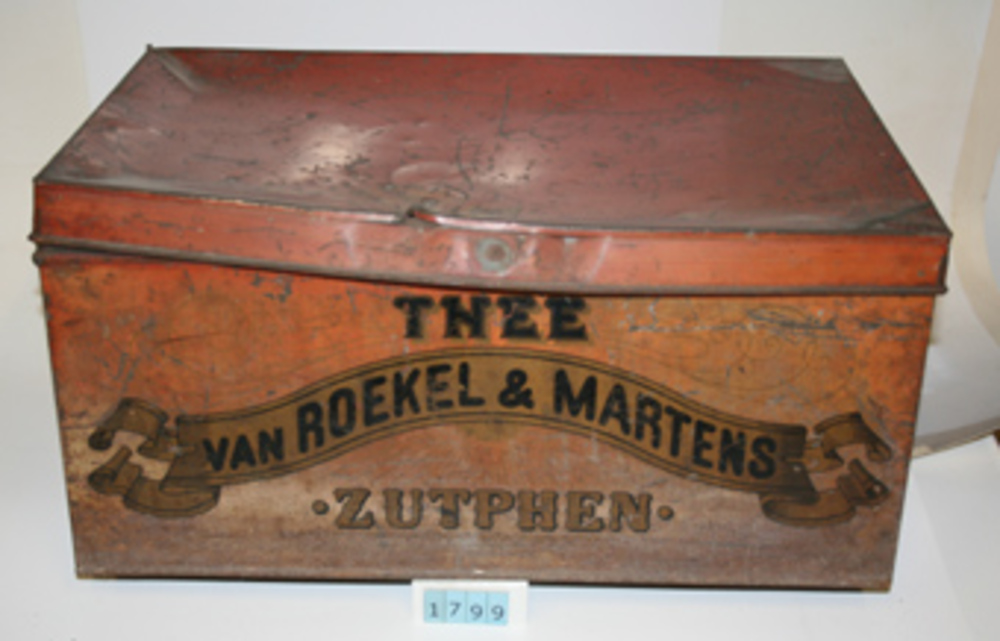 THEE
VAN ROEKEL & MARTENS
·ZUTPHEN·
1799